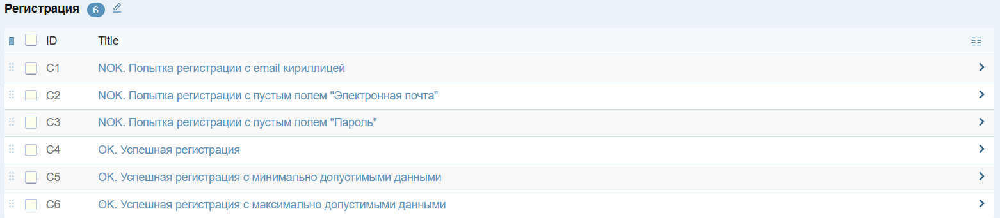 Регистрация 6
ID Title
C1 NOK. Попытка регистрации с email кириллицей
C2 NOK. Попытка регистрации с пустым полем "Электронная почта"
C3 NOK. Попытка регистрации с пустым полем "Пароль"
C4 OK. Успешная регистрация
C5 OK. Успешная регистрация с минимально допустимыми данными
C6 OK. Успешная регистрация с максимально допустимыми данными